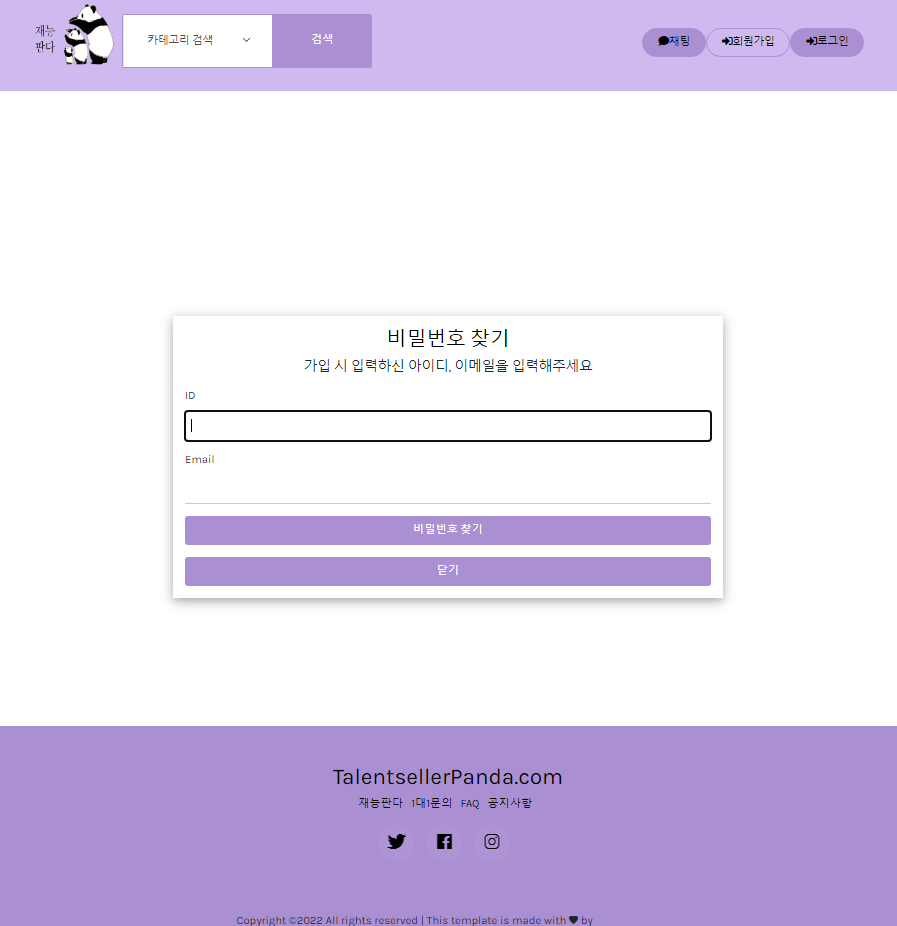 재능
판다
카테고리 검색
검색
채팅
회원가입
로그인
비밀번호 찾기
가입 시 입력하신 아이디, 이메일을 입력해주세요
ID
Email
비밀번호 찾기
닫기
TalentsellerPanda.com
재능판다 1대1문의 FAQ 공지사항
Copyright ©2022 All rights reserved | This template is made with ♥ by